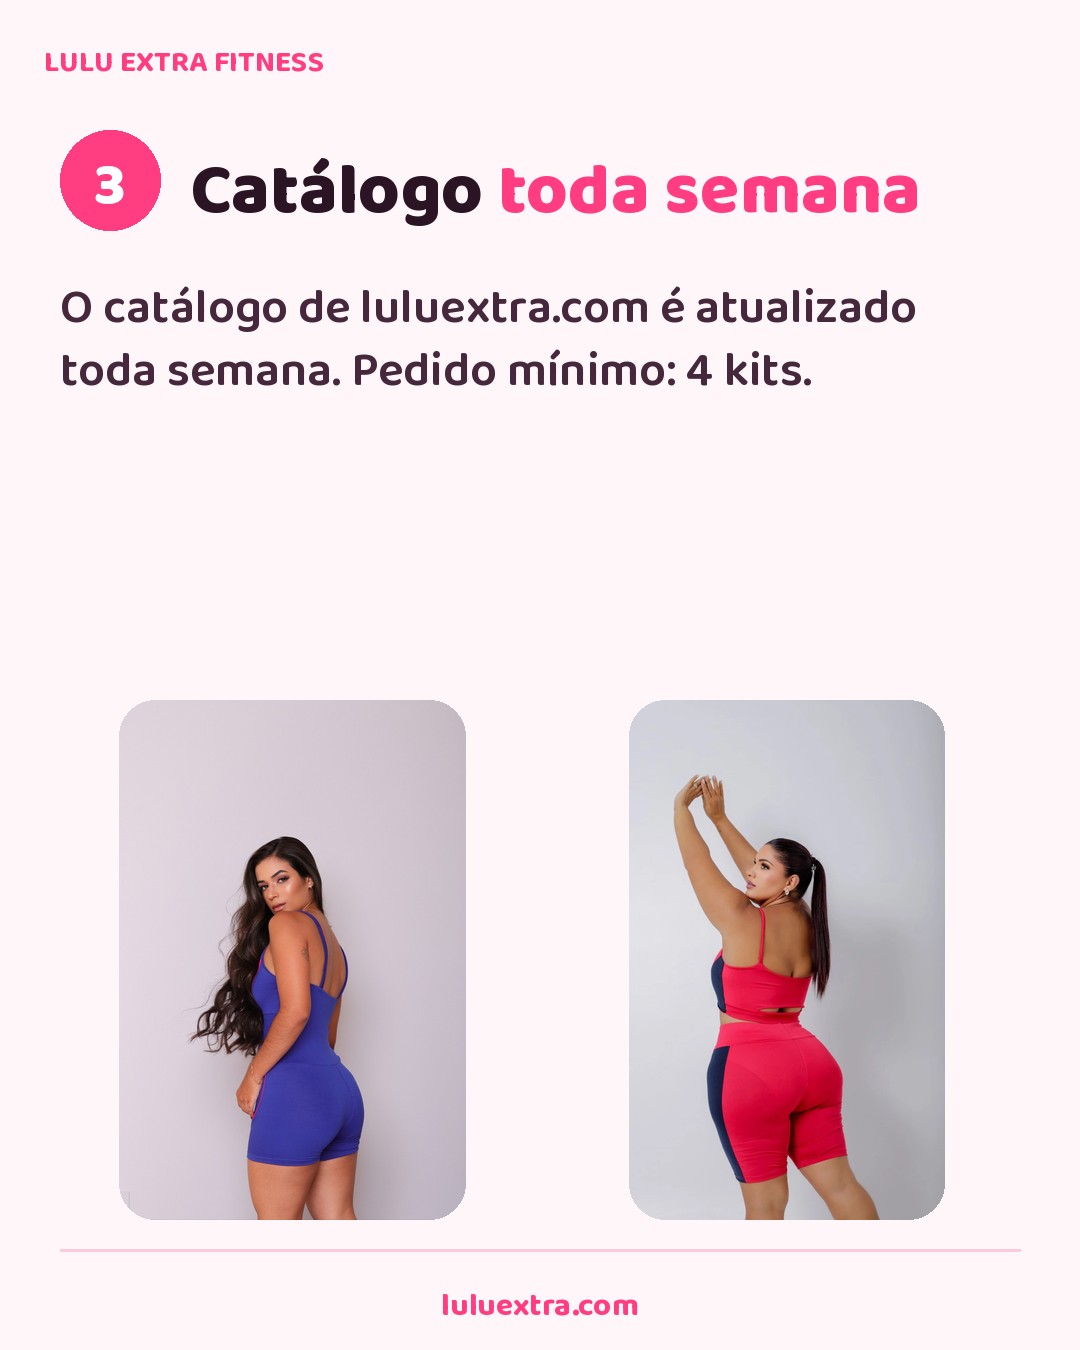 LULU EXTRA FITNESS
3
Catálogo toda semana
O catálogo de luluextra.com é atualizado
toda semana. Pedido mínimo: 4 kits.
luluextra.com